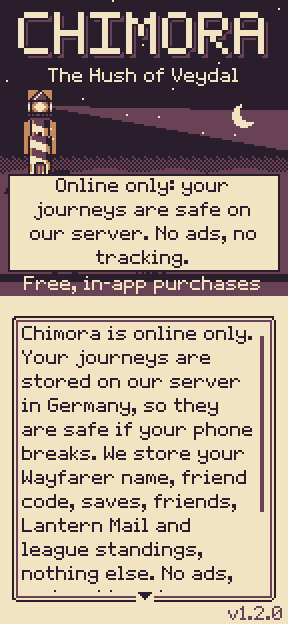 CHIMORA
The Hush of Veydal
Online only: your
journeys are safe on
our server. No ads, no
tracking.
Free, in-app purchases
Chimora is online only.
Your journeys are
stored on our server
in Germany, so they
are safe if your phone
breaks. We store your
Wayfarer name, friend
code, saves, friends,
Lantern Mail and
league standings,
nothing else. No ads,
v1.2.0